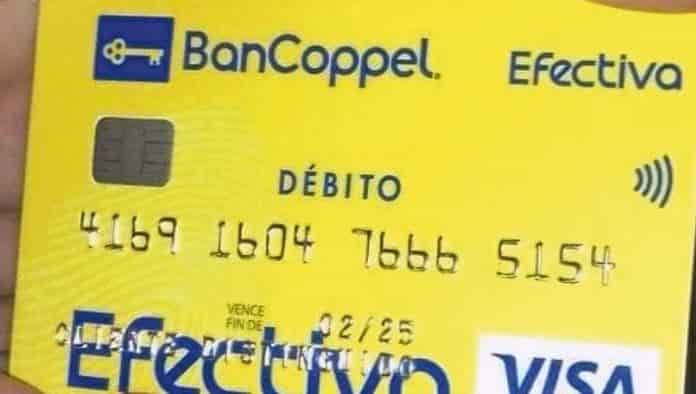 BanCoppel. Efectiva
DÉBITO
4169 1604 7666 5154
VENCE
FIN DE 02/25
CLIENTE DISTINGUIDO
Efectiva VISA